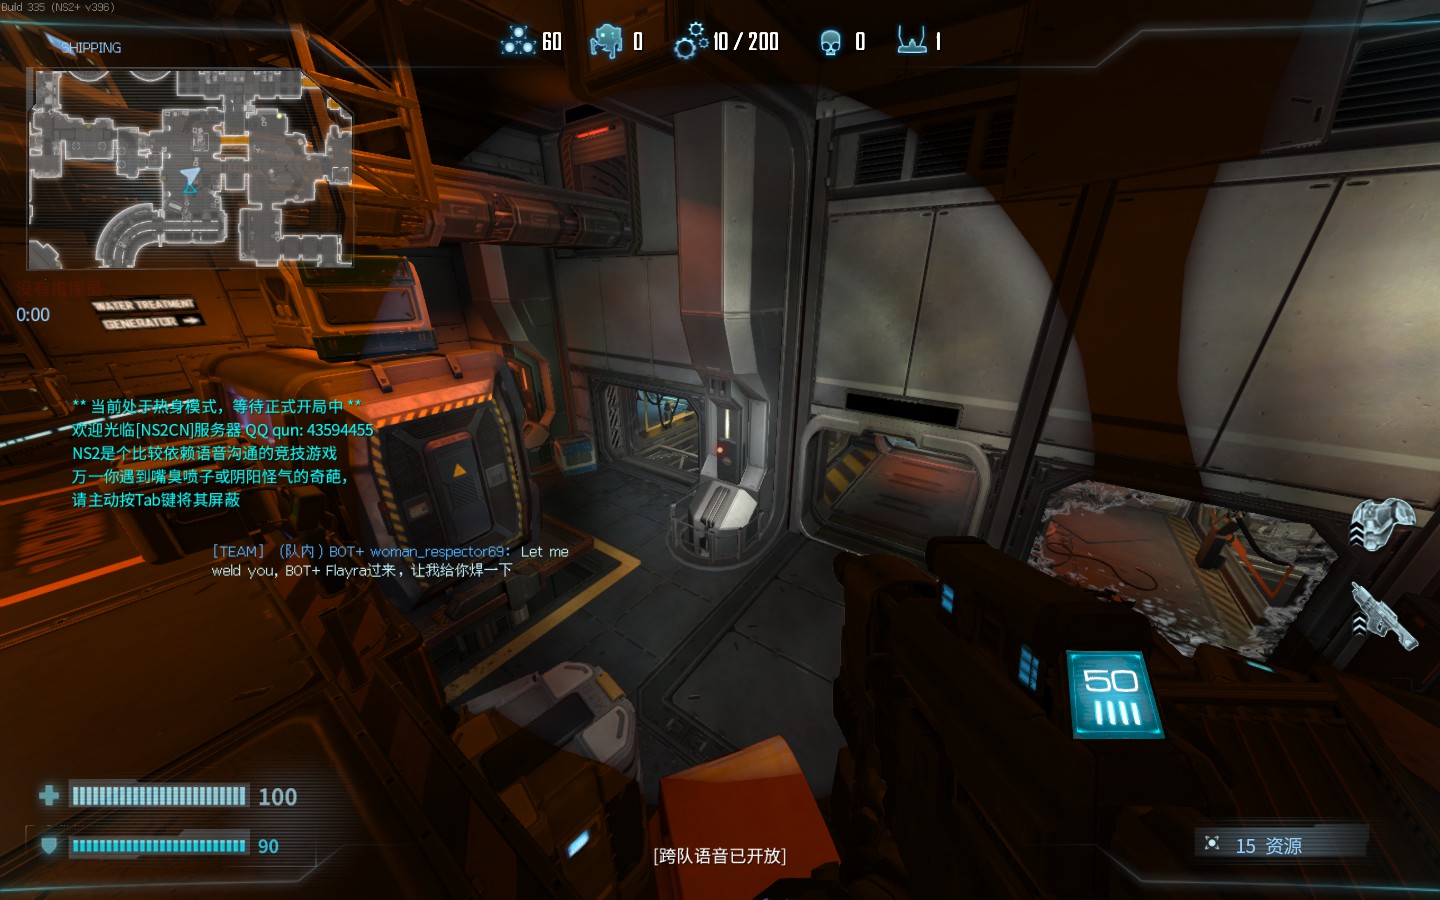 Build 335 (NS2+ v396)
SHIPPING
60
0
10 / 200
0
1
0:00
WATER TREATMENT
GENERATOR
** 当前处于热身模式，等待正式开局中 **
欢迎光临[NS2CN]服务器 QQ qun: 43594455
NS2是个比较依赖语音沟通的竞技游戏
万一你遇到嘴臭喷子或阴阳怪气的奇葩，
请主动按Tab键将其屏蔽
[TEAM] （队内）BOT+ woman_respector69: Let me
weld you, BOT+ Flayra过来，让我给你焊一下
50
100
90
[跨队语音已开放]
15 资源